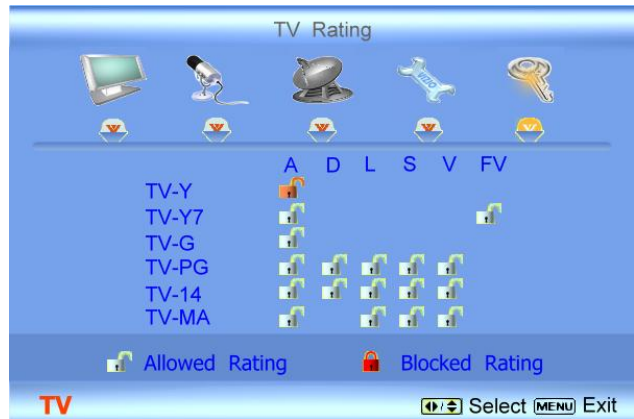 TV Rating
VIZIO
A D L S V FV
TV-Y
TV-Y7
TV-G
TV-PG
TV-14
TV-MA
Allowed Rating Blocked Rating
TV Select MENU Exit